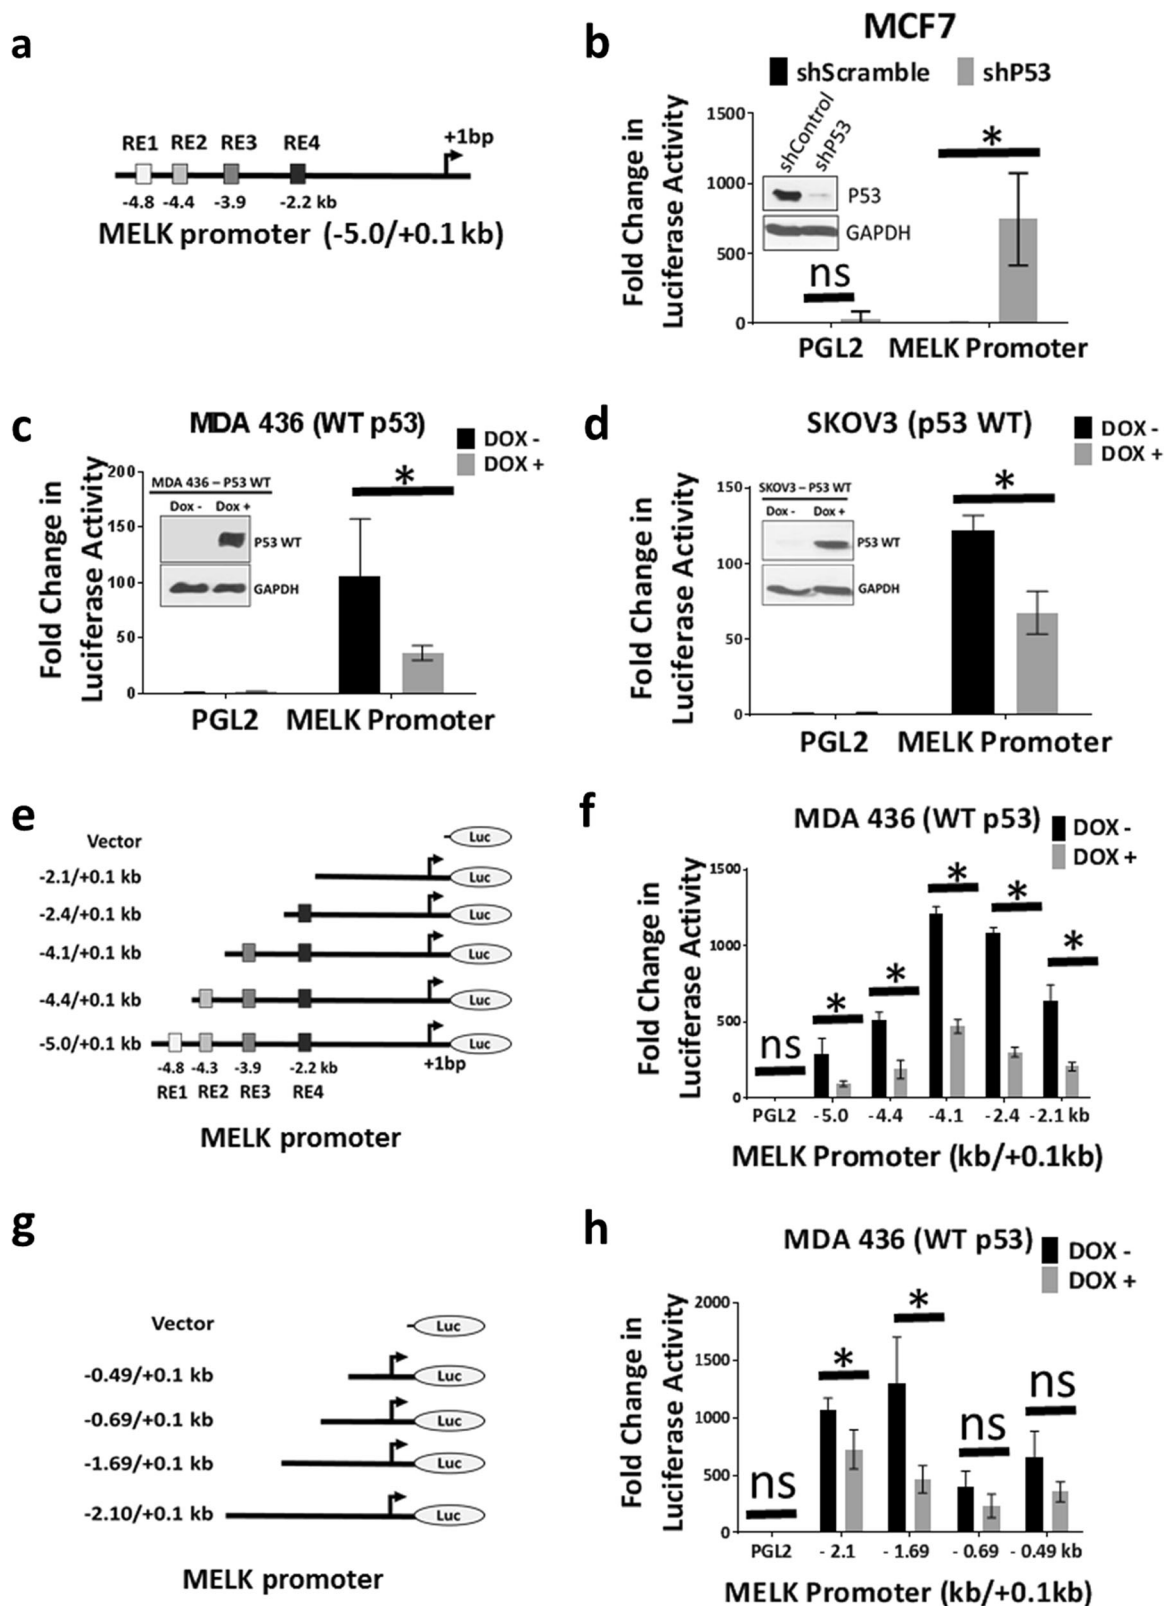 a
RE1 RE2 RE3 RE4 +1bp
-4.8 -4.4 -3.9 -2.2 kb
MELK promoter (-5.0/+0.1 kb)
b
MCF7
shScramble shP53
Fold Change in
Luciferase Activity
1500
1000
500
0
shControl
shP53
P53
GAPDH
ns
*
PGL2 MELK Promoter
c
MDA 436 (WT p53)
DOX -
DOX +
Fold Change in
Luciferase Activity
200
150
100
50
0
MDA 436 – P53 WT
Dox - Dox +
P53 WT
GAPDH
*
PGL2 MELK Promoter
d
SKOV3 (p53 WT)
DOX -
DOX +
Fold Change in
Luciferase Activity
150
100
50
0
SKOV3 – P53 WT
Dox - Dox +
P53 WT
GAPDH
*
PGL2 MELK Promoter
e
Vector Luc
-2.1/+0.1 kb Luc
-2.4/+0.1 kb Luc
-4.1/+0.1 kb Luc
-4.4/+0.1 kb Luc
-5.0/+0.1 kb Luc
-4.8 -4.3 -3.9 -2.2 kb +1bp
RE1 RE2 RE3 RE4
MELK promoter
f
MDA 436 (WT p53)
DOX -
DOX +
Fold Change in
Luciferase Activity
1500
1000
500
0
ns * * * * *
PGL2 -5.0 -4.4 -4.1 -2.4 -2.1 kb
MELK Promoter (kb/+0.1kb)
g
Vector Luc
-0.49/+0.1 kb Luc
-0.69/+0.1 kb Luc
-1.69/+0.1 kb Luc
-2.10/+0.1 kb Luc
MELK promoter
h
MDA 436 (WT p53)
DOX -
DOX +
Fold Change in
Luciferase Activity
2000
1500
1000
500
0
ns * * ns ns
PGL2 - 2.1 - 1.69 - 0.69 - 0.49 kb
MELK Promoter (kb/+0.1kb)